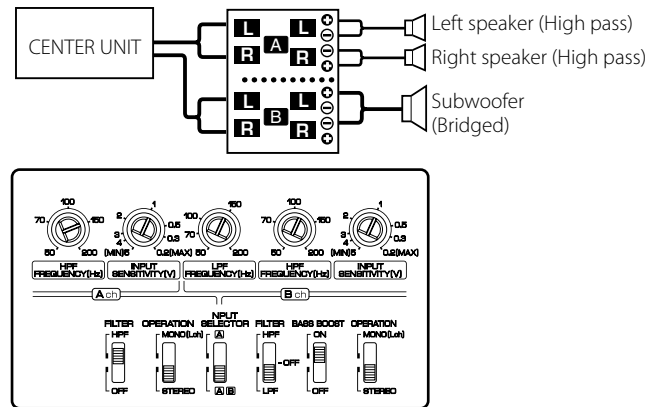 CENTER UNIT
L L ⊕
A ⊖ Left speaker (High pass)
R R ⊖ Right speaker (High pass)
⊕
L L ⊕ Subwoofer
B ⊖ (Bridged)
R R ⊖
⊕
100 1 150 100 1
70 150 2 0.5 100 70 150 2 0.5
3 0.3 70 3 0.3
4 4
50 200 (MIN)5 0.2(MAX) 50 200 50 200 (MIN)5 0.2(MAX)
HPF INPUT LPF HPF INPUT
FREQUENCY(Hz) SENSITIVITY(V) FREQUENCY(Hz) FREQUENCY(Hz) SENSITIVITY(V)
A ch B ch
INPUT
FILTER OPERATION SELECTOR FILTER BASS BOOST OPERATION
HPF MONO(Lch) A HPF ON MONO(Lch)
OFF
OFF STEREO A B LPF OFF STEREO